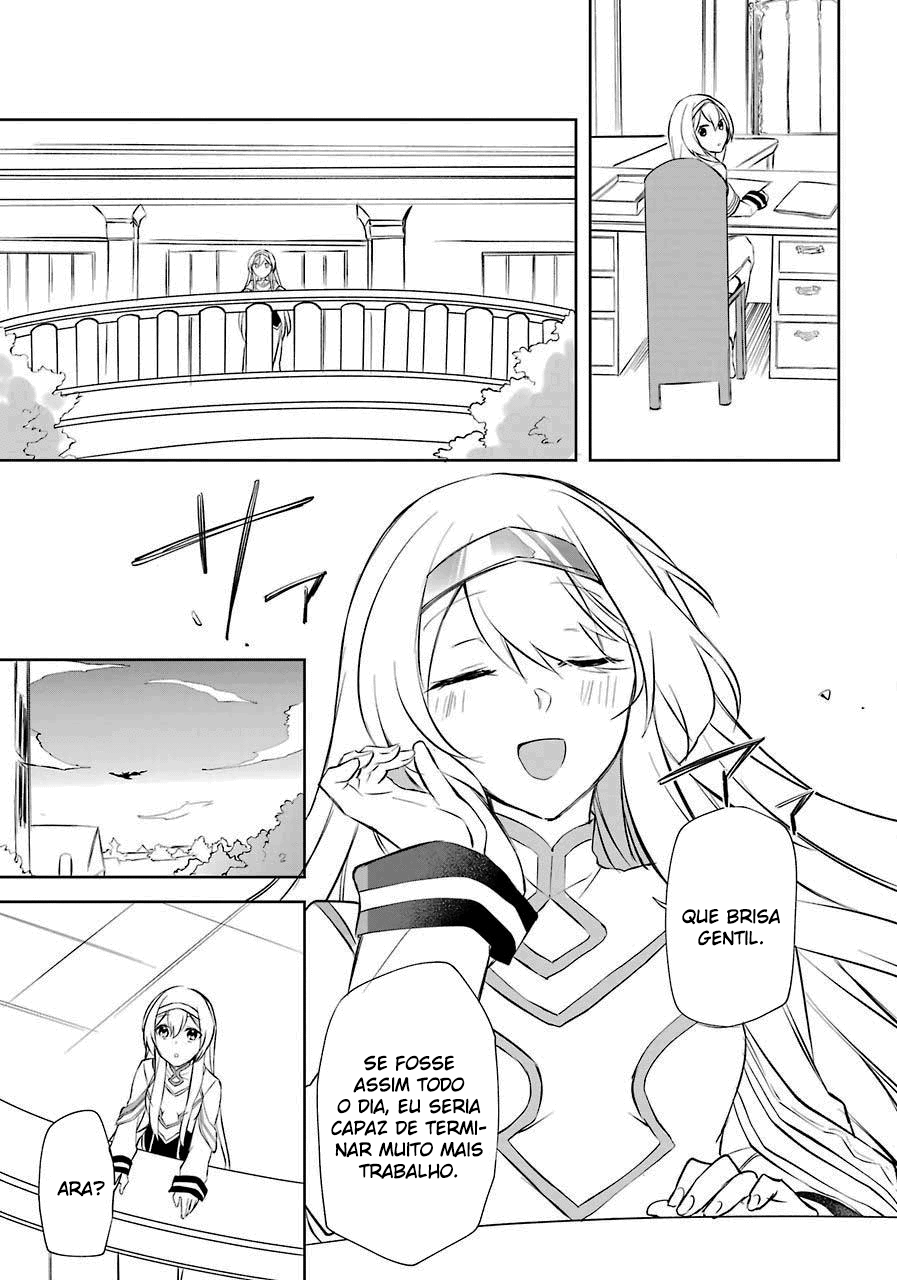 ザァ
QUE BRISA
GENTIL.
SE FOSSE
ASSIM TODO
O DIA, EU SERIA
CAPAZ DE TERMI-
NAR MUITO MAIS
TRABALHO.
ARA?